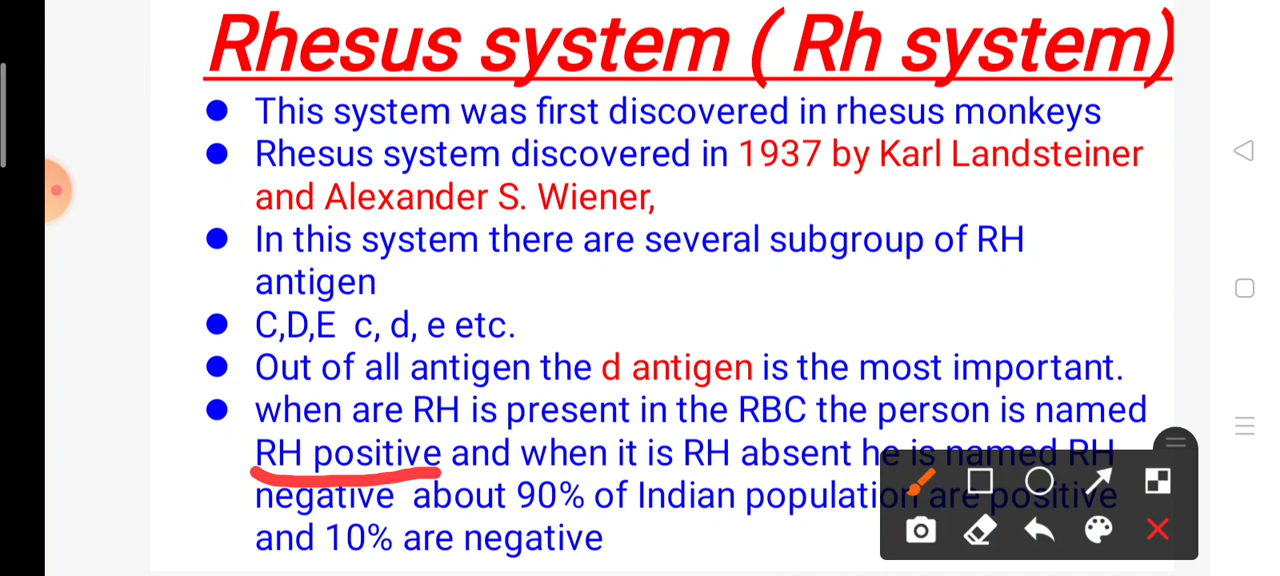 Rhesus system ( Rh system)
● This system was first discovered in rhesus monkeys
● Rhesus system discovered in 1937 by Karl Landsteiner
and Alexander S. Wiener,
● In this system there are several subgroup of RH
antigen
● C,D,E c, d, e etc.
● Out of all antigen the d antigen is the most important.
● when are RH is present in the RBC the person is named
RH positive and when it is RH absent he is named RH
negative about 90% of Indian population are positive
and 10% are negative